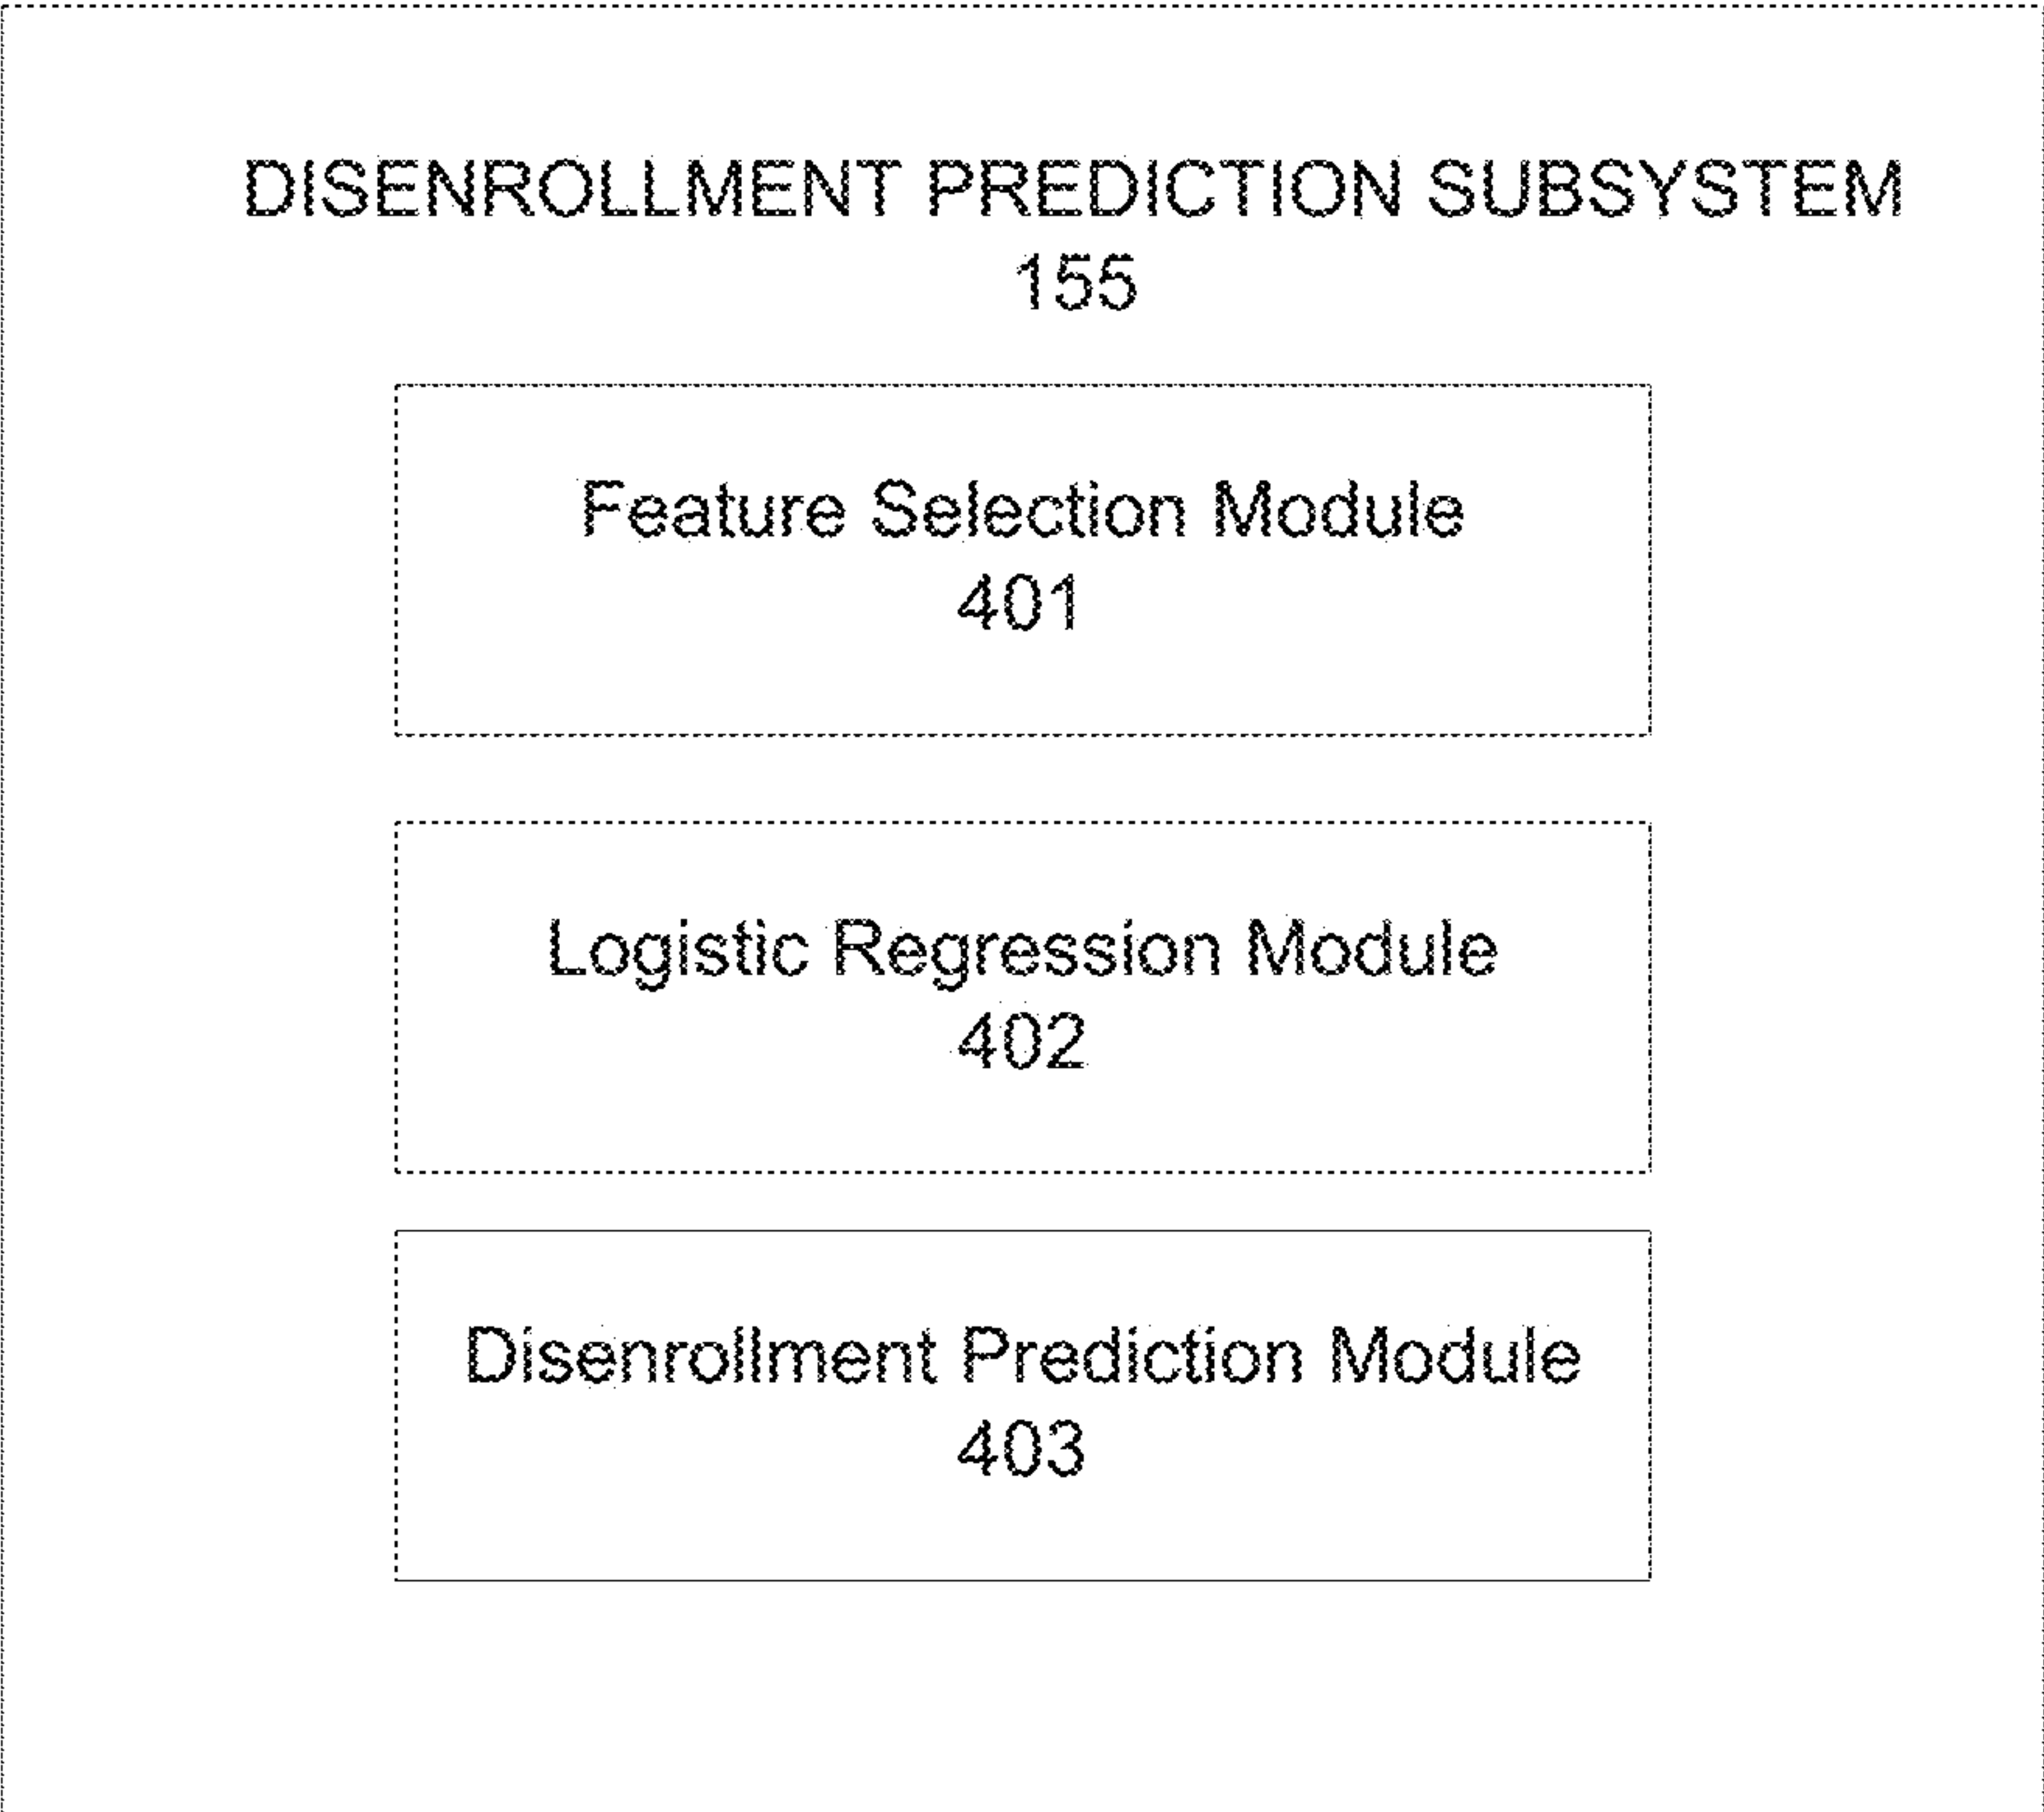 DISENROLLMENT PREDICTION SUBSYSTEM
155
Feature Selection Module
401
Logistic Regression Module
402
Disenrollment Prediction Module
403